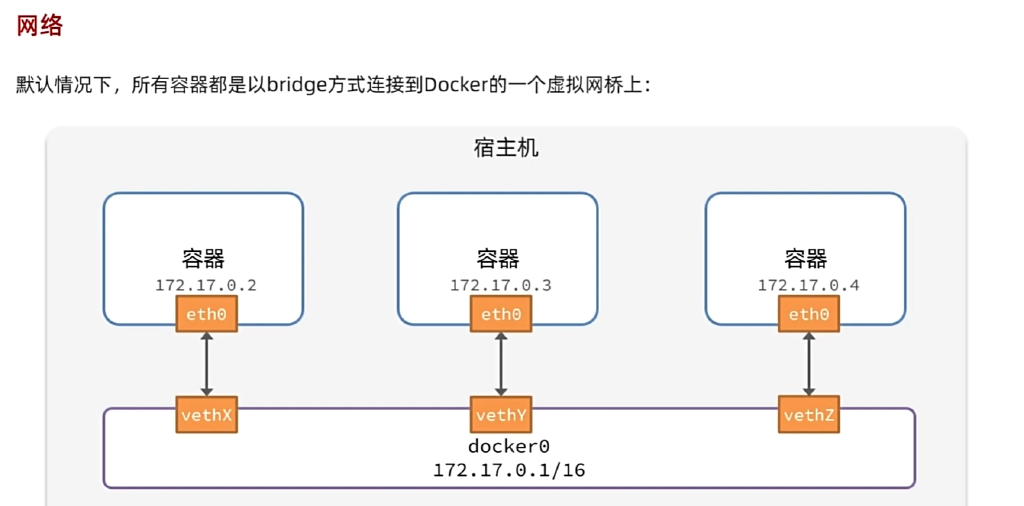 网络
默认情况下，所有容器都是以bridge方式连接到Docker的一个虚拟网桥上：
宿主机
容器
172.17.0.2
eth0
容器
172.17.0.3
eth0
容器
172.17.0.4
eth0
vethX
vethY
vethZ
docker0
172.17.0.1/16